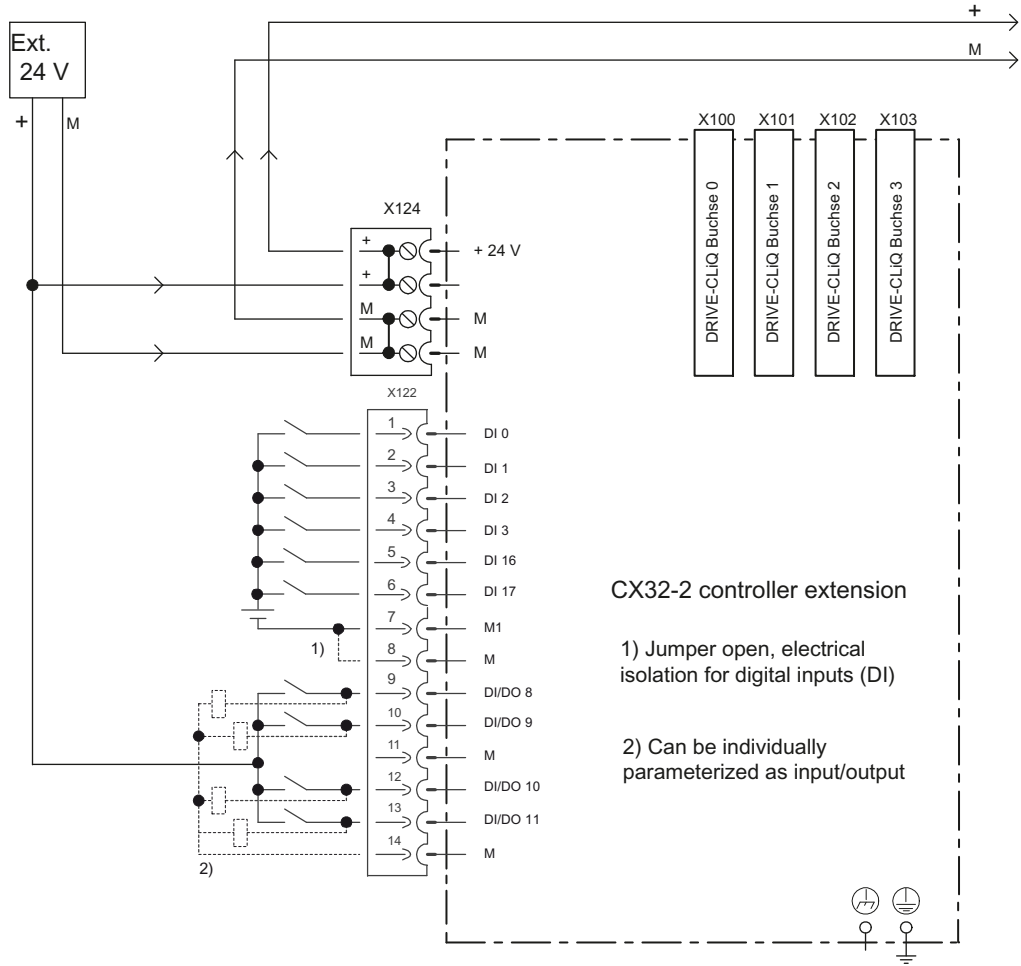 +
M
Ext.
24 V
+
M
X100
X101
X102
X103
DRIVE-CLiQ Buchse 0
DRIVE-CLiQ Buchse 1
DRIVE-CLiQ Buchse 2
DRIVE-CLiQ Buchse 3
X124
+
+ 24 V
+
M
M
M
M
X122
1
DI 0
2
DI 1
3
DI 2
4
DI 3
5
DI 16
6
DI 17
7
M1
1)
8
M
9
DI/DO 8
10
DI/DO 9
11
M
12
DI/DO 10
13
DI/DO 11
14
M
2)
CX32-2 controller extension
1) Jumper open, electrical
isolation for digital inputs (DI)
2) Can be individually
parameterized as input/output